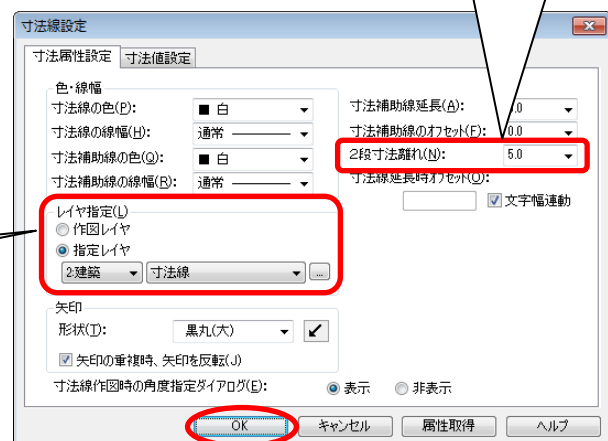 寸法線設定
寸法属性設定 寸法値設定
色・線幅
寸法線の色(P): 白
寸法線の線幅(H): 通常
寸法補助線の色(Q): 白
寸法補助線の線幅(R): 通常
レイヤ指定(L)
作図レイヤ
指定レイヤ
2:建築 寸法線 ...
矢印
形状(T): 黒丸(大)
矢印の重複時、矢印を反転(J)
寸法補助線延長(A): .0
寸法補助線のオフセット(F): 0.0
2段寸法離れ(N): 5.0
寸法線延長時オフセット(O):
文字幅連動
寸法線作図時の角度指定ダイアログ(E): 表示 非表示
OK キャンセル 属性取得 ヘルプ